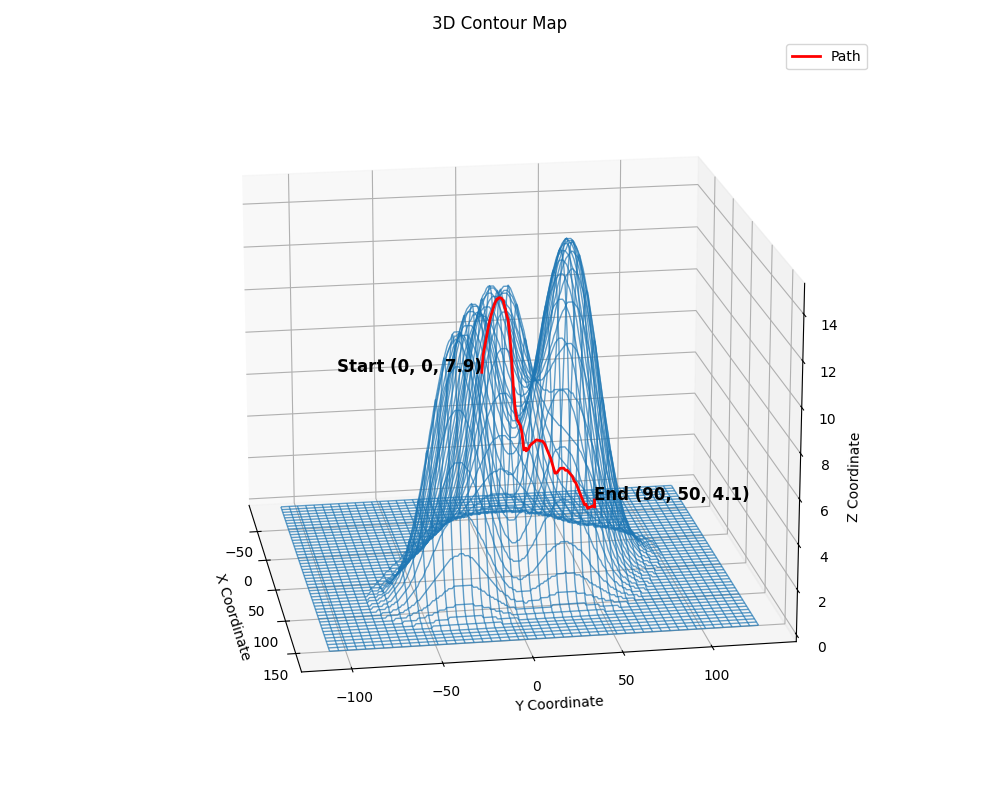 3D Contour Map
Path
Start (0, 0, 7.9)
End (90, 50, 4.1)
X Coordinate
−50
0
50
100
150
Y Coordinate
−100
−50
0
50
100
Z Coordinate
0
2
4
6
8
10
12
14